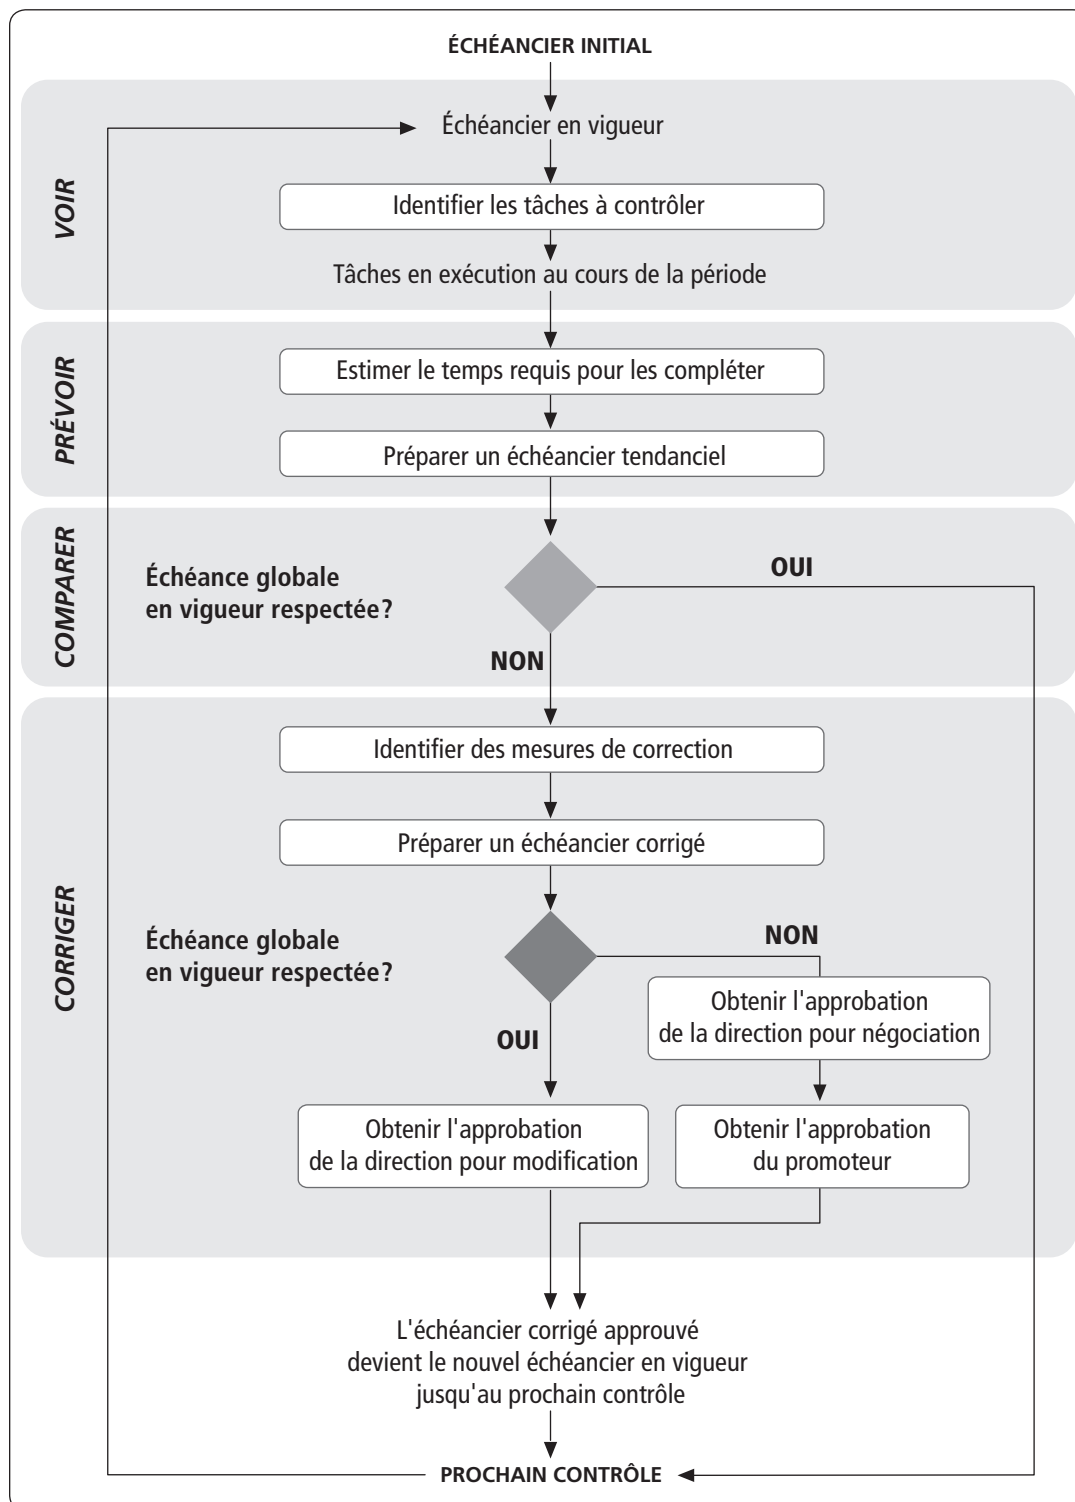 ÉCHÉANCIER INITIAL
VOIR
Échéancier en vigueur
Identifier les tâches à contrôler
Tâches en exécution au cours de la période
PRÉVOIR
Estimer le temps requis pour les compléter
Préparer un échéancier tendanciel
COMPARER
Échéance globale
en vigueur respectée?
OUI
NON
CORRIGER
Identifier des mesures de correction
Préparer un échéancier corrigé
Échéance globale
en vigueur respectée?
NON
Obtenir l'approbation
de la direction pour négociation
OUI
Obtenir l'approbation
de la direction pour modification
Obtenir l'approbation
du promoteur
L'échéancier corrigé approuvé
devient le nouvel échéancier en vigueur
jusqu'au prochain contrôle
PROCHAIN CONTRÔLE